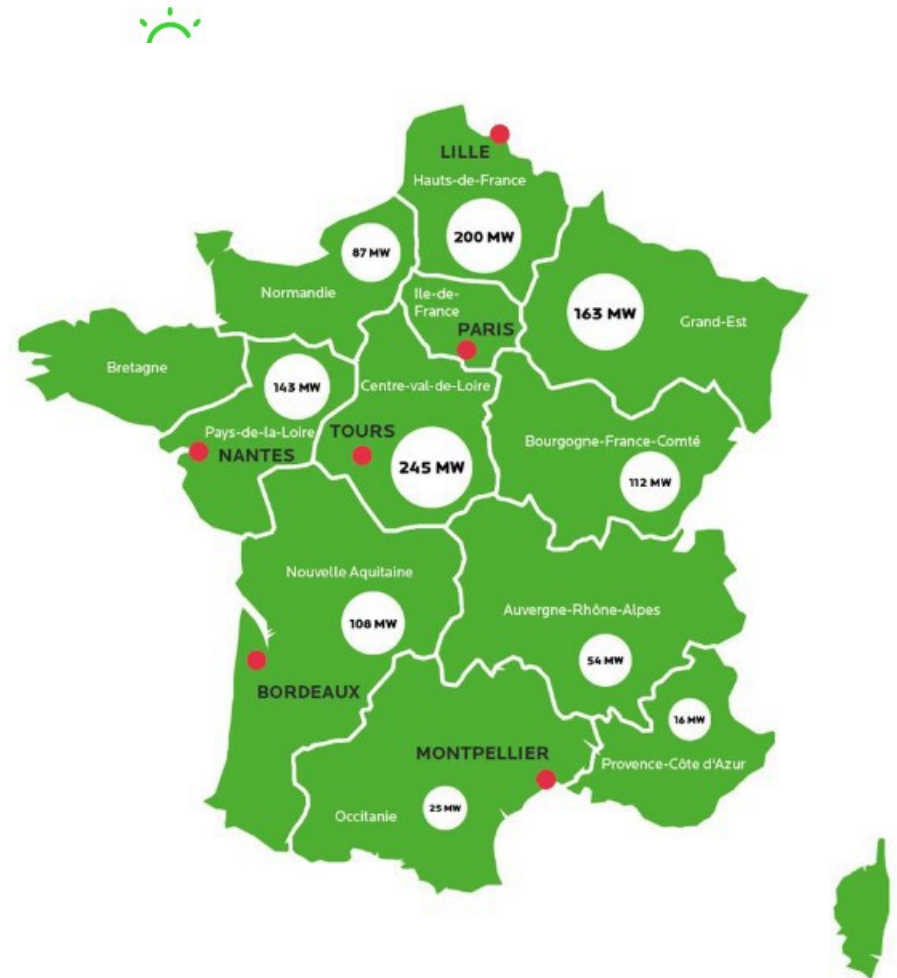 LILLE
Hauts-de-France
200 MW
87 MW
Normandie
Ile-de-
France
PARIS
163 MW
Grand-Est
Bretagne
143 MW
Pays-de-la-Loire
NANTES
Centre-val-de-Loire
TOURS
245 MW
Bourgogne-France-Comté
112 MW
Nouvelle Aquitaine
108 MW
BORDEAUX
Auvergne-Rhône-Alpes
54 MW
16 MW
Provence-Côte d'Azur
MONTPELLIER
Occitanie
25 MW